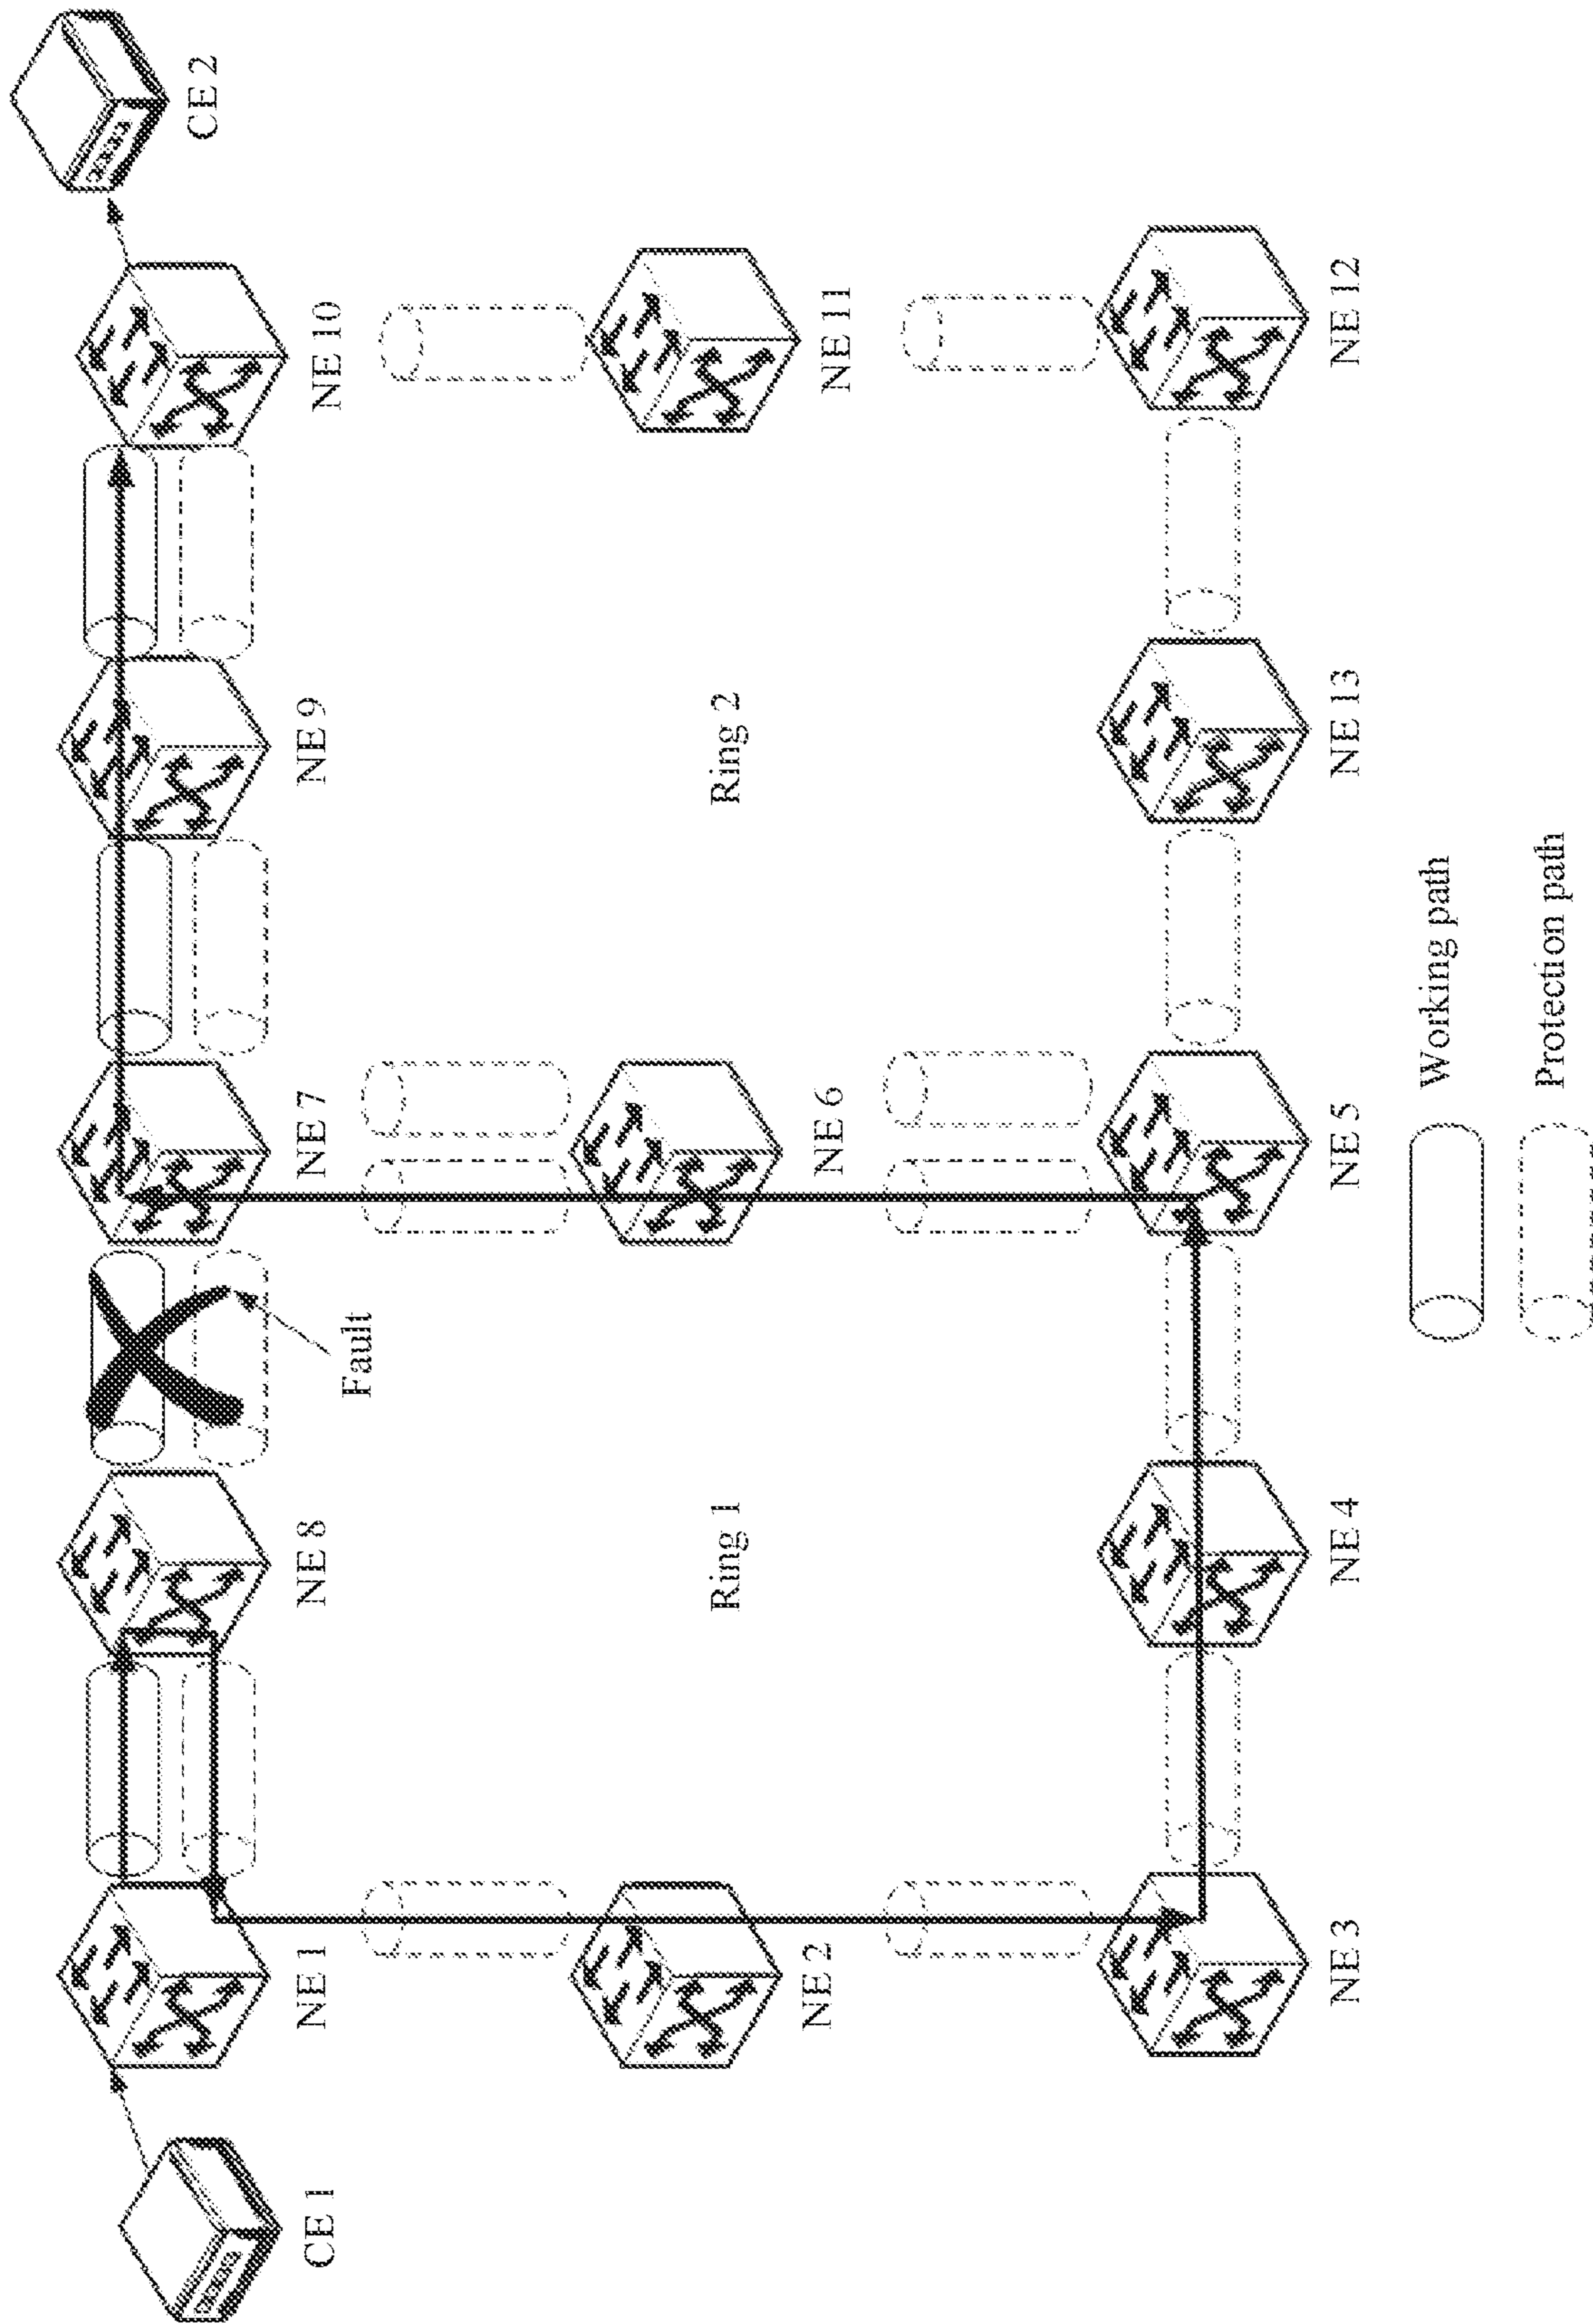 CE 1
NE 1
NE 8
Fault
NE 7
NE 9
NE 10
CE 2
Ring 1
Ring 2
NE 2
NE 6
NE 11
NE 3
NE 4
NE 5
NE 13
NE 12
Working path
Protection path